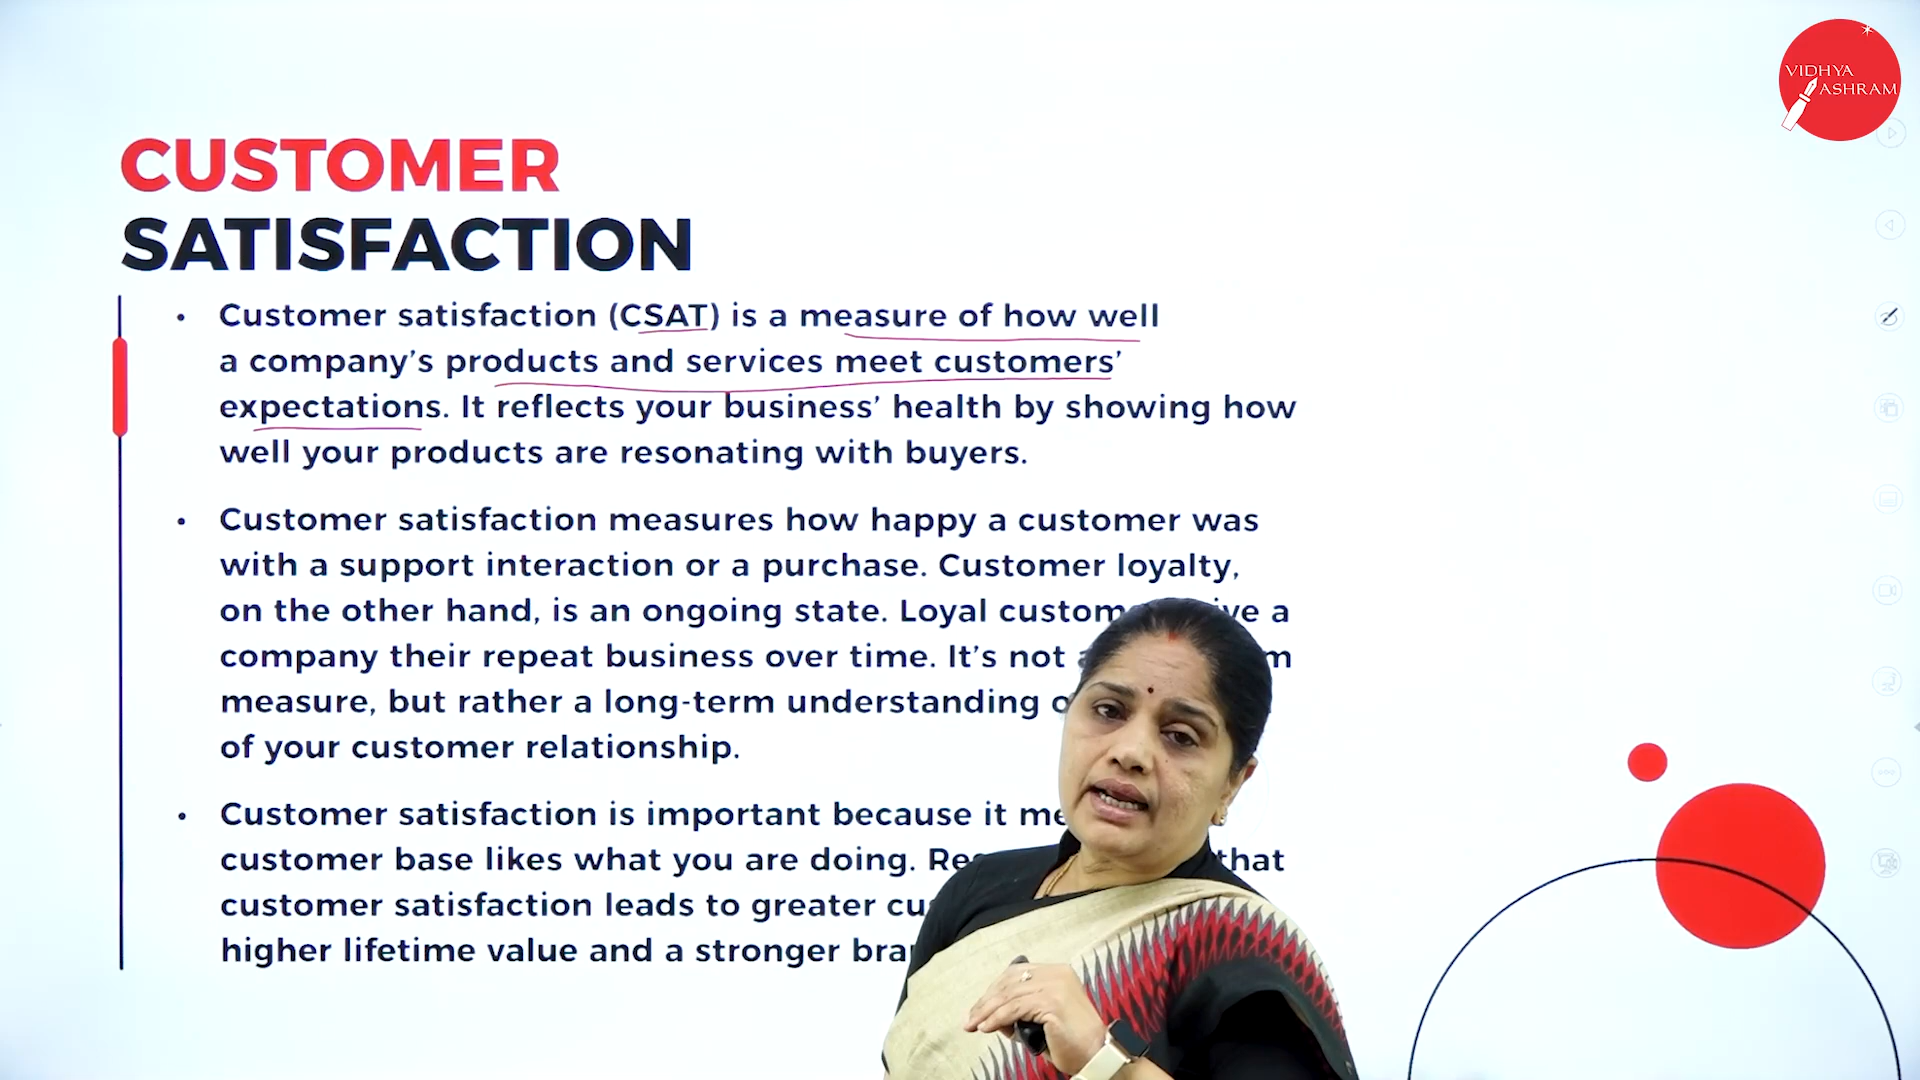 VIDHYA
ASHRAM
CUSTOMER
SATISFACTION
• Customer satisfaction (CSAT) is a measure of how well
a company’s products and services meet customers’
expectations. It reflects your business’ health by showing how
well your products are resonating with buyers.
• Customer satisfaction measures how happy a customer was
with a support interaction or a purchase. Customer loyalty,
on the other hand, is an ongoing state. Loyal a
company their repeat business over time. It’s not
measure, but rather a long-term understanding
of your customer relationship.
• Customer satisfaction is important because it
customer base likes what you are doing. that
customer satisfaction leads to greater
higher lifetime value and a stronger